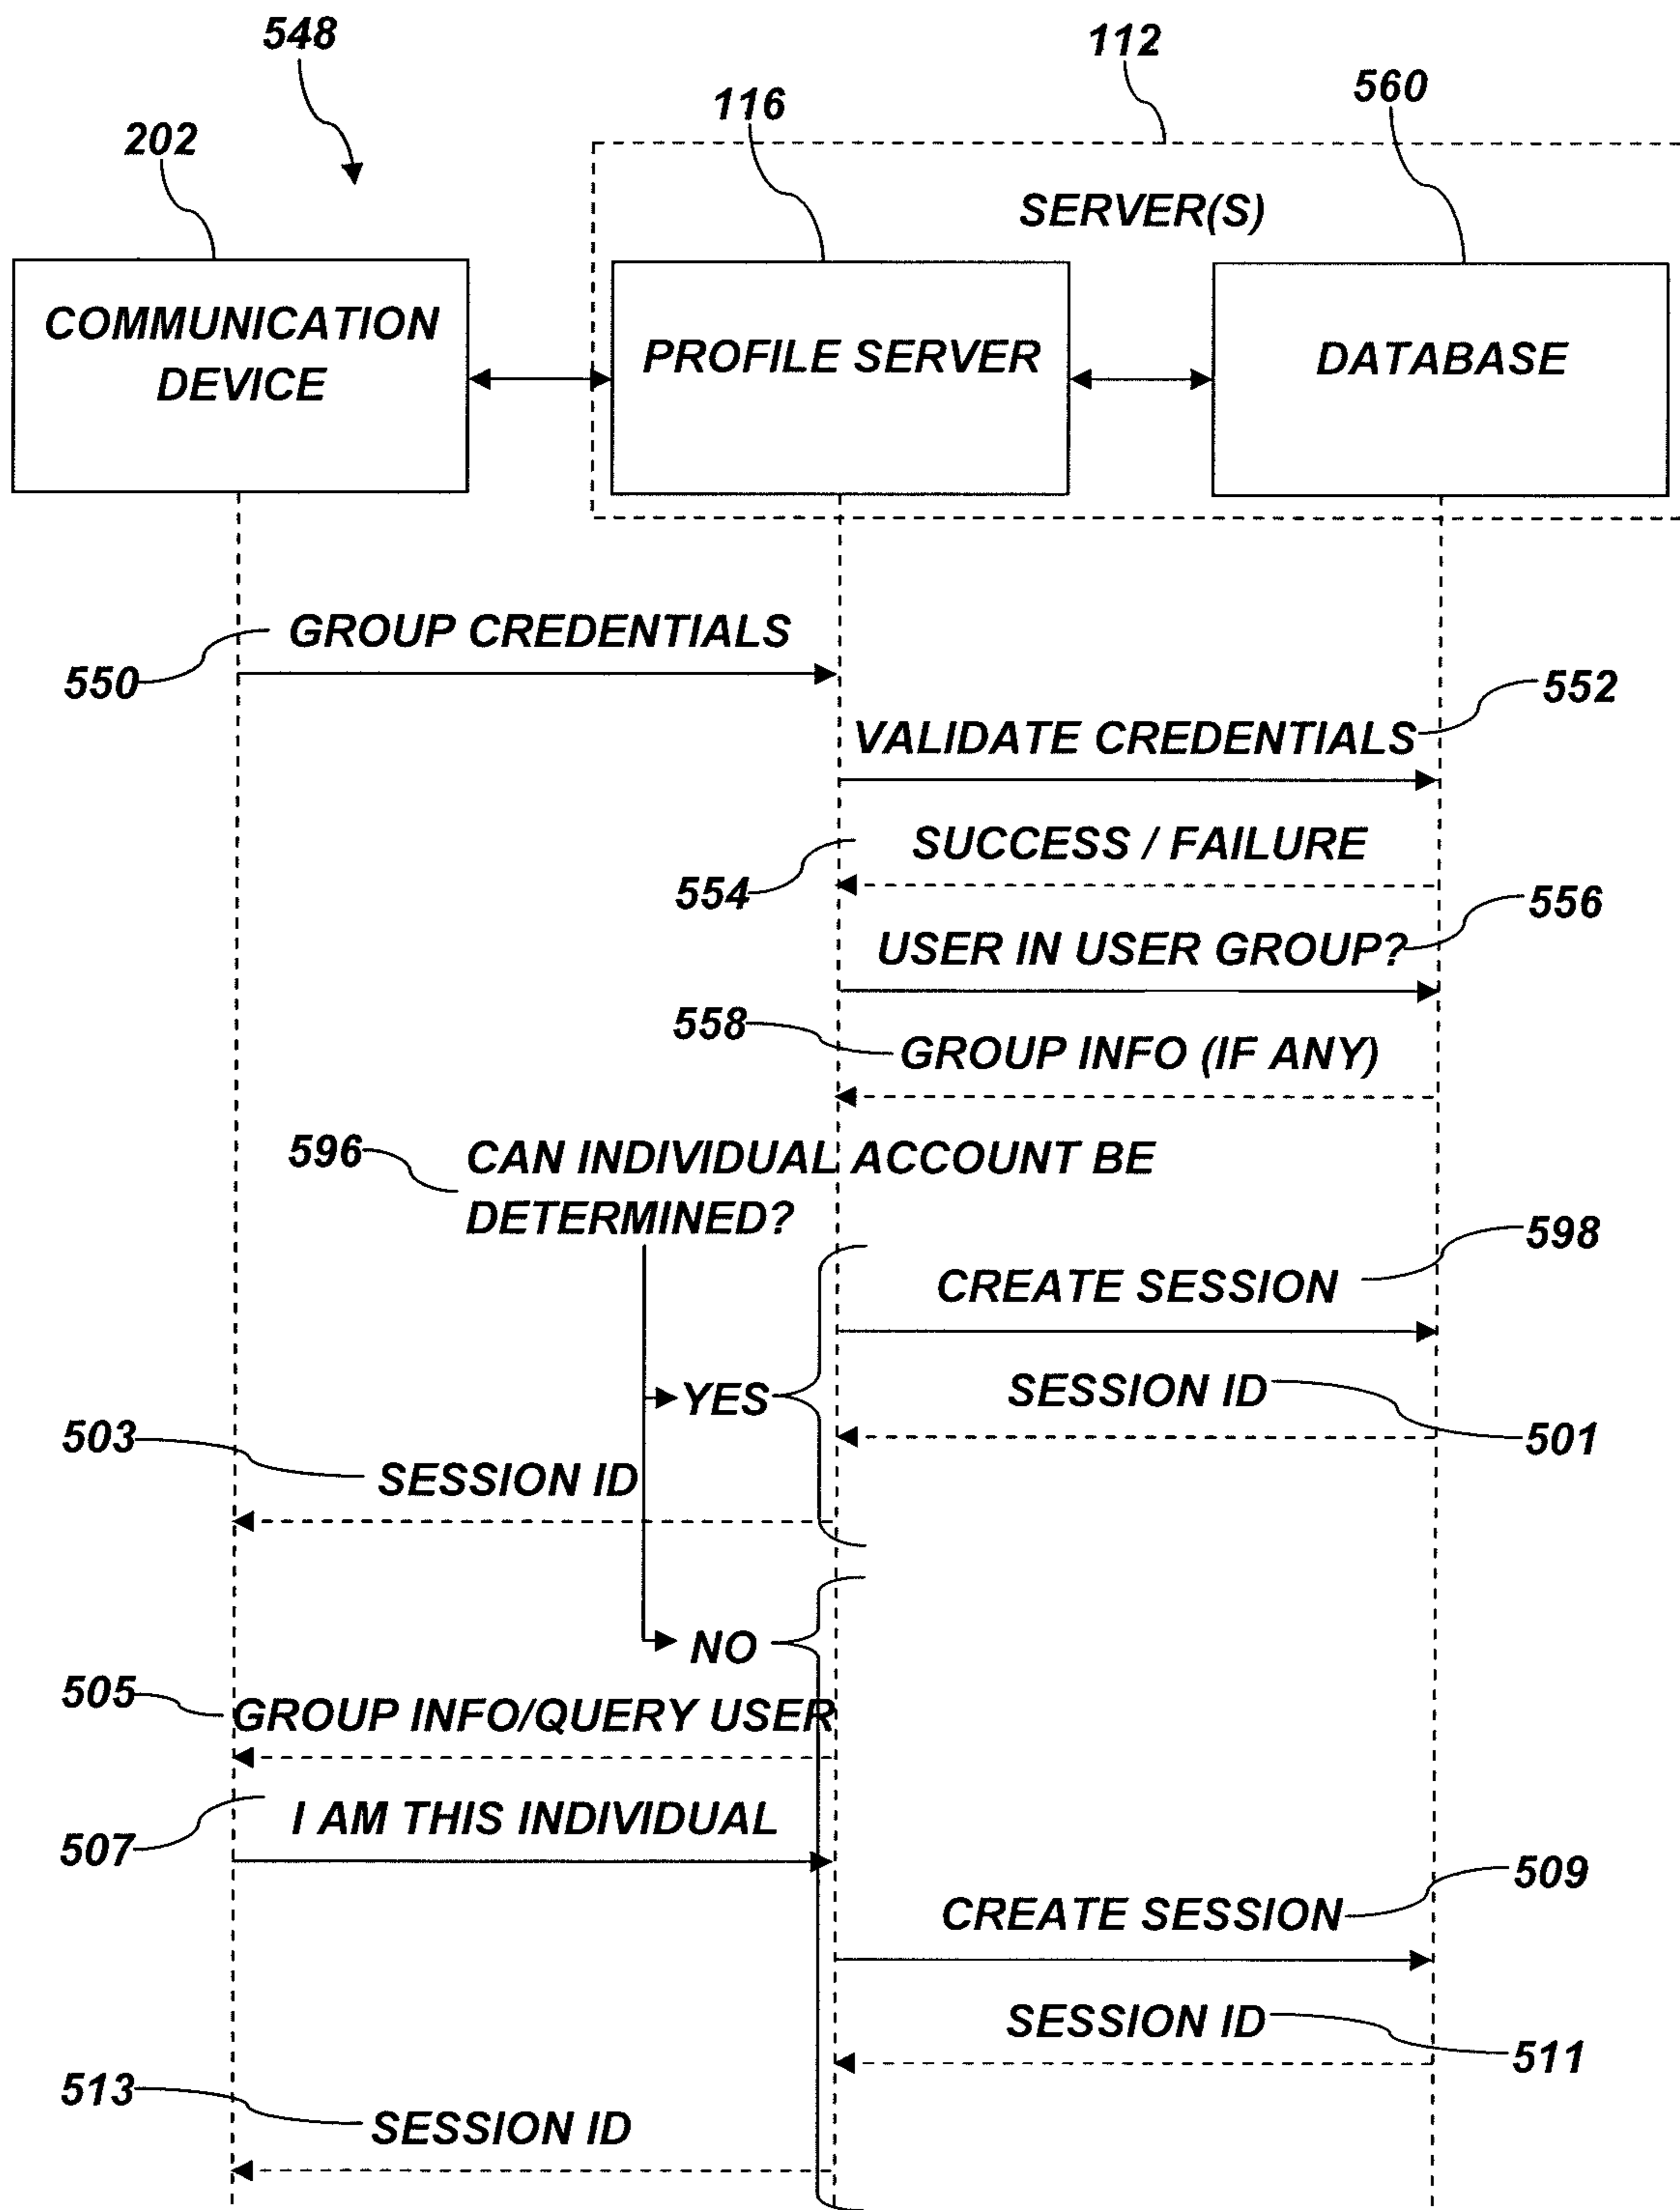 548
112
560
116
202
SERVER(S)
COMMUNICATION
DEVICE
PROFILE SERVER
DATABASE
GROUP CREDENTIALS
550
552
VALIDATE CREDENTIALS
SUCCESS / FAILURE
554
556
USER IN USER GROUP?
558
GROUP INFO (IF ANY)
596
CAN INDIVIDUAL ACCOUNT BE
DETERMINED?
598
CREATE SESSION
YES
SESSION ID
503
501
SESSION ID
NO
505
GROUP INFO/QUERY USER
I AM THIS INDIVIDUAL
507
509
CREATE SESSION
SESSION ID
511
513
SESSION ID